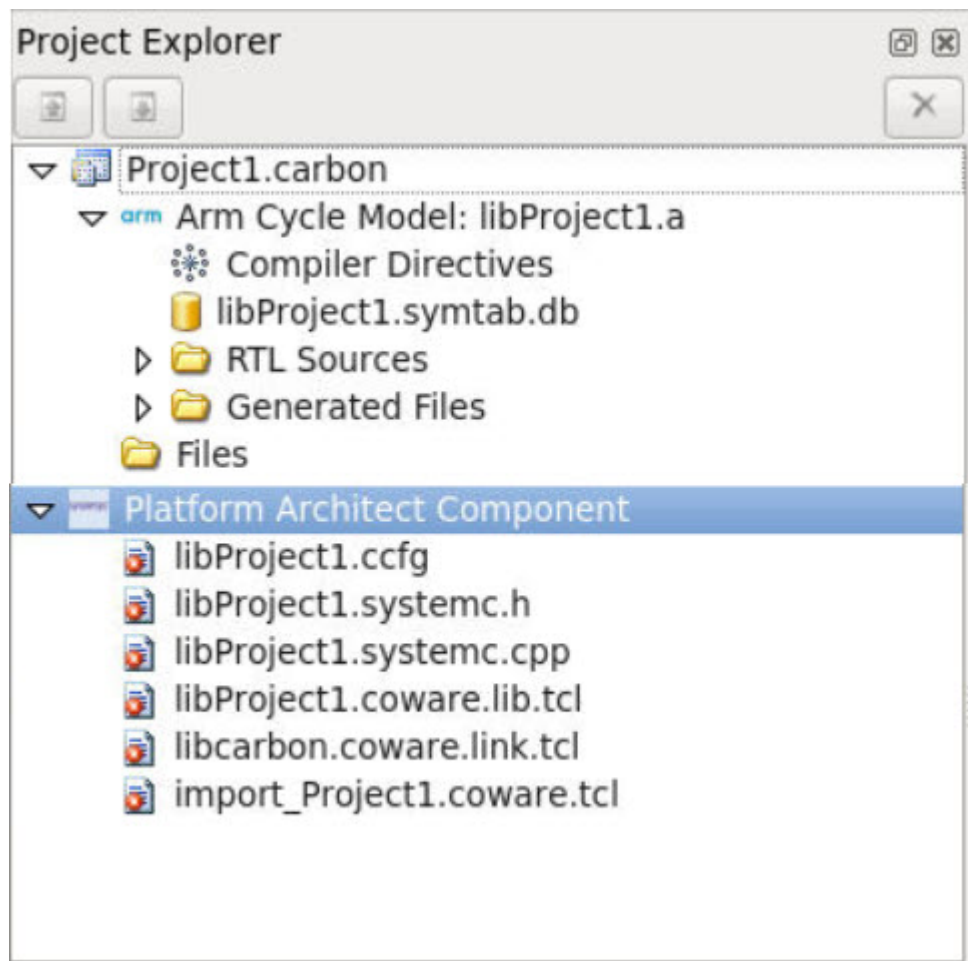 Project Explorer
Project1.carbon
arm Arm Cycle Model: libProject1.a
Compiler Directives
libProject1.symtab.db
RTL Sources
Generated Files
Files
Platform Architect Component
libProject1.ccfg
libProject1.systemc.h
libProject1.systemc.cpp
libProject1.coware.lib.tcl
libcarbon.coware.link.tcl
import_Project1.coware.tcl